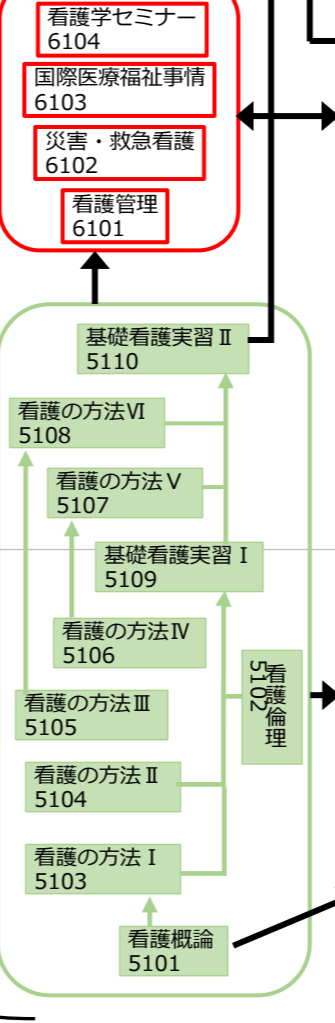 看護学セミナー
6104
国際医療福祉事情
6103
災害・救急看護
6102
看護管理
6101
基礎看護実習Ⅱ
5110
看護の方法Ⅵ
5108
看護の方法Ⅴ
5107
基礎看護実習Ⅰ
5109
看護の方法Ⅳ
5106
看護倫理
5102
看護の方法Ⅲ
5105
看護の方法Ⅱ
5104
看護の方法Ⅰ
5103
看護概論
5101